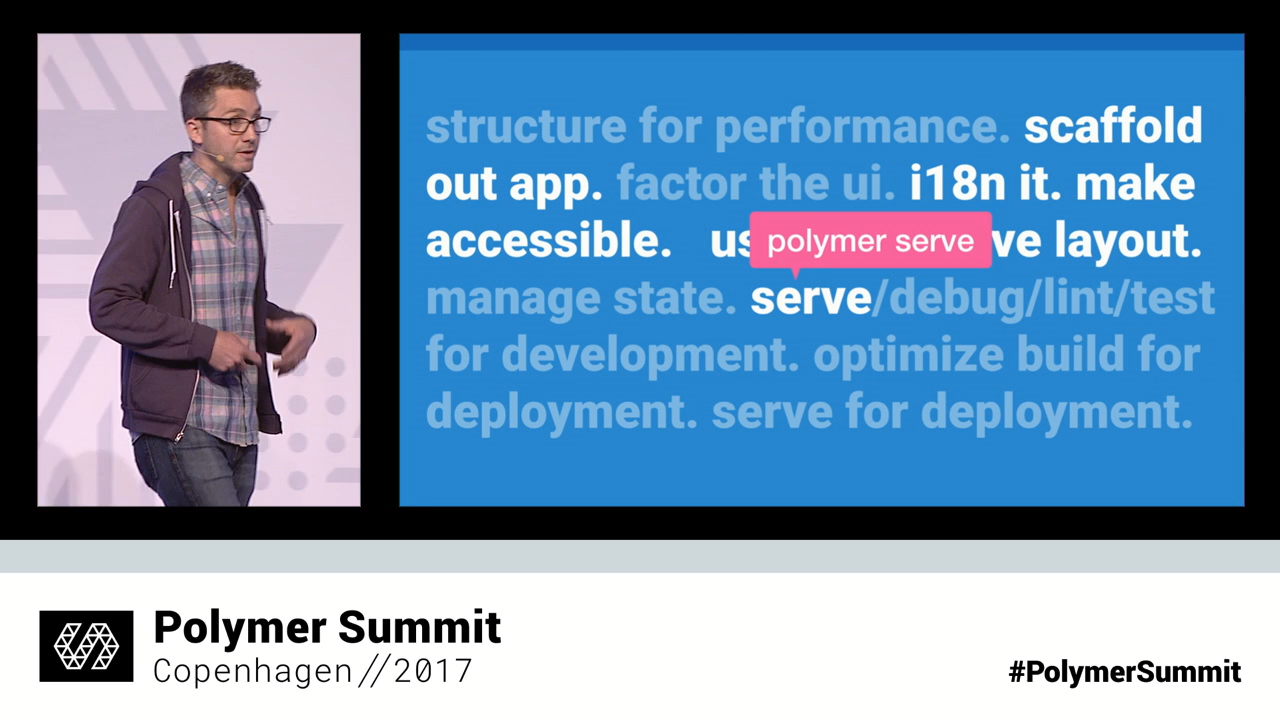 structure for performance. scaffold
out app. factor the ui. i18n it. make
accessible. us ve layout.
polymer serve
manage state. serve/debug/lint/test
for development. optimize build for
deployment. serve for deployment.
Polymer Summit
Copenhagen//2017
#PolymerSummit